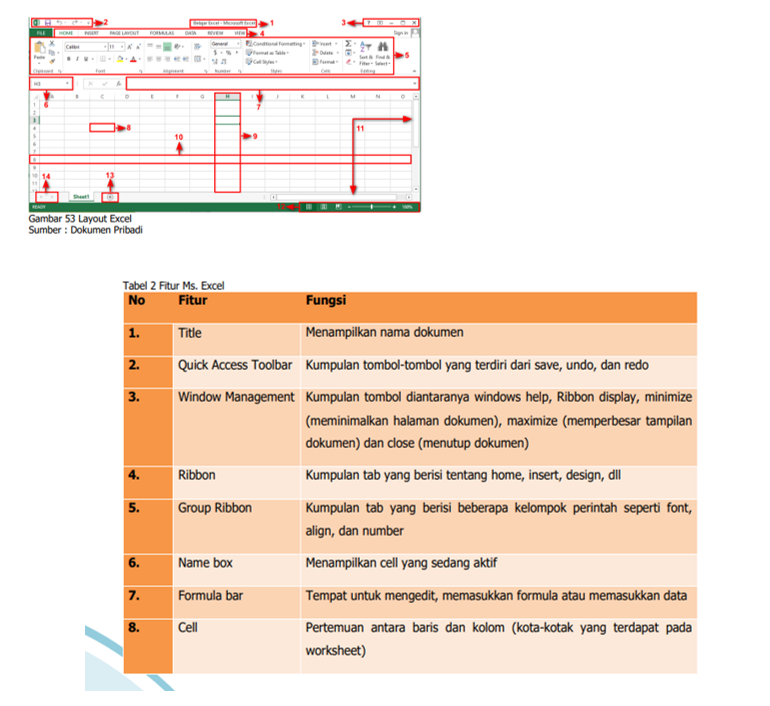 2
Belajar Excel - Microsoft Excel
1
3
FILE HOME INSERT PAGE LAYOUT FORMULAS DATA REVIEW VIEW
4
Sign in
Calibri 11 General Conditional Formatting Insert
Paste B I U $ % Format as Table Delete Sort & Find &
Cell Styles Format Filter Select
5
Clipboard Font Alignment Number Styles Cells Editing
H3
6
7
A B C D E F G H I J K L M N O
1
2
3
4
5
6
7
8
9
10
11
8
9
10
11
14
13
Sheet1
READY
100%
Gambar 53 Layout Excel
Sumber : Dokumen Pribadi
Tabel 2 Fitur Ms. Excel
No Fitur Fungsi
1. Title Menampilkan nama dokumen
2. Quick Access Toolbar Kumpulan tombol-tombol yang terdiri dari save, undo, dan redo
3. Window Management Kumpulan tombol diantaranya windows help, Ribbon display, minimize
(meminimalkan halaman dokumen), maximize (memperbesar tampilan
dokumen) dan close (menutup dokumen)
4. Ribbon Kumpulan tab yang berisi tentang home, insert, design, dll
5. Group Ribbon Kumpulan tab yang berisi beberapa kelompok perintah seperti font,
align, dan number
6. Name box Menampilkan cell yang sedang aktif
7. Formula bar Tempat untuk mengedit, memasukkan formula atau memasukkan data
8. Cell Pertemuan antara baris dan kolom (kota-kotak yang terdapat pada
worksheet)